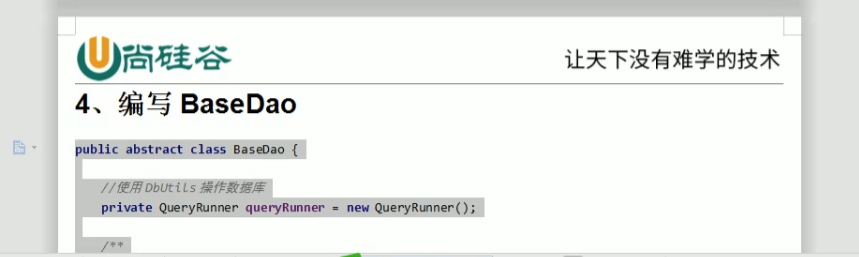 尚硅谷
让天下没有难学的技术
4、编写 BaseDao
public abstract class BaseDao {
//使用 DbUtils 操作数据库
private QueryRunner queryRunner = new QueryRunner();
/**